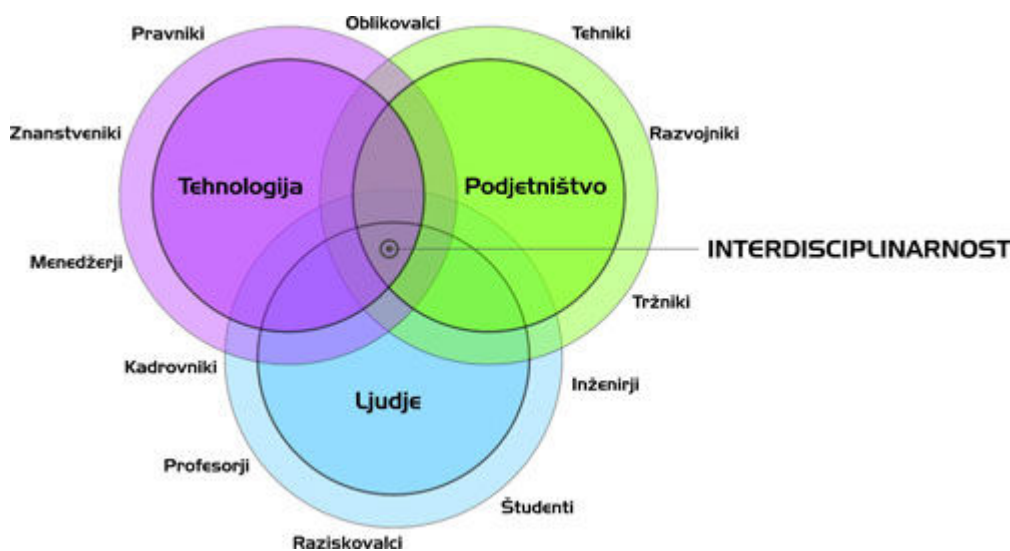 Oblikovalci
Pravniki
Tehniki
Znanstveniki
Razvojniki
Tehnologija
Podjetništvo
INTERDISCIPLINARNOST
Menedžerji
Tržniki
Kadrovniki
Inženirji
Ljudje
Profesorji
Študenti
Raziskovalci